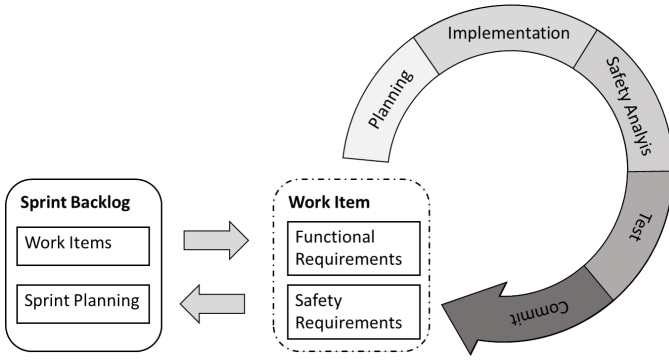 Implementation
Planning
Safety Analyis
Test
Commit
Sprint Backlog
Work Items
Sprint Planning
Work Item
Functional
Requirements
Safety
Requirements